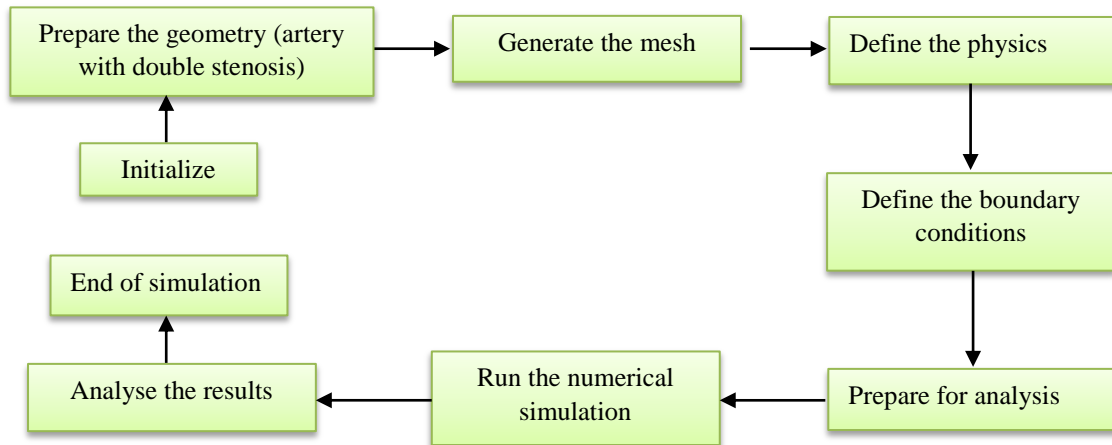 Prepare the geometry (artery
with double stenosis)
Generate the mesh
Define the physics
Initialize
Define the boundary
conditions
End of simulation
Analyse the results
Run the numerical
simulation
Prepare for analysis